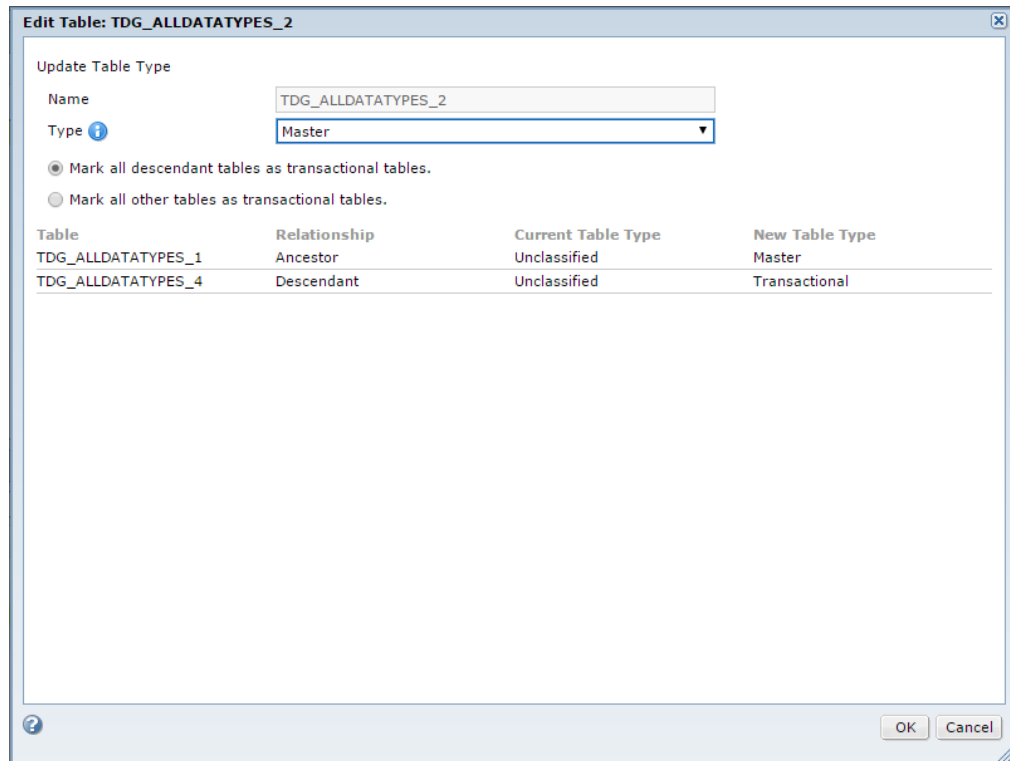 Edit Table: TDG_ALLDATATYPES_2
Update Table Type
Name TDG_ALLDATATYPES_2
Type Master
Mark all descendant tables as transactional tables.
Mark all other tables as transactional tables.
Table Relationship Current Table Type New Table Type
TDG_ALLDATATYPES_1 Ancestor Unclassified Master
TDG_ALLDATATYPES_4 Descendant Unclassified Transactional
OK Cancel